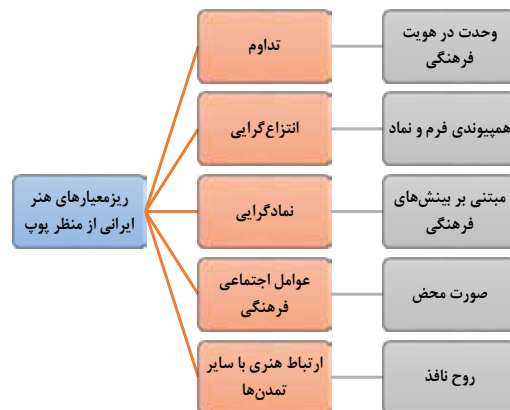 ریزمعیارهای هنر
ایرانی از منظر پوپ
تداوم
وحدت در هویت
فرهنگی
انتزاع‌گرایی
همپیوندی فرم و نماد
نمادگرایی
مبتنی بر بینش‌های
فرهنگی
عوامل اجتماعی
فرهنگی
صورت محض
ارتباط هنری با سایر
تمدن‌ها
روح نافذ